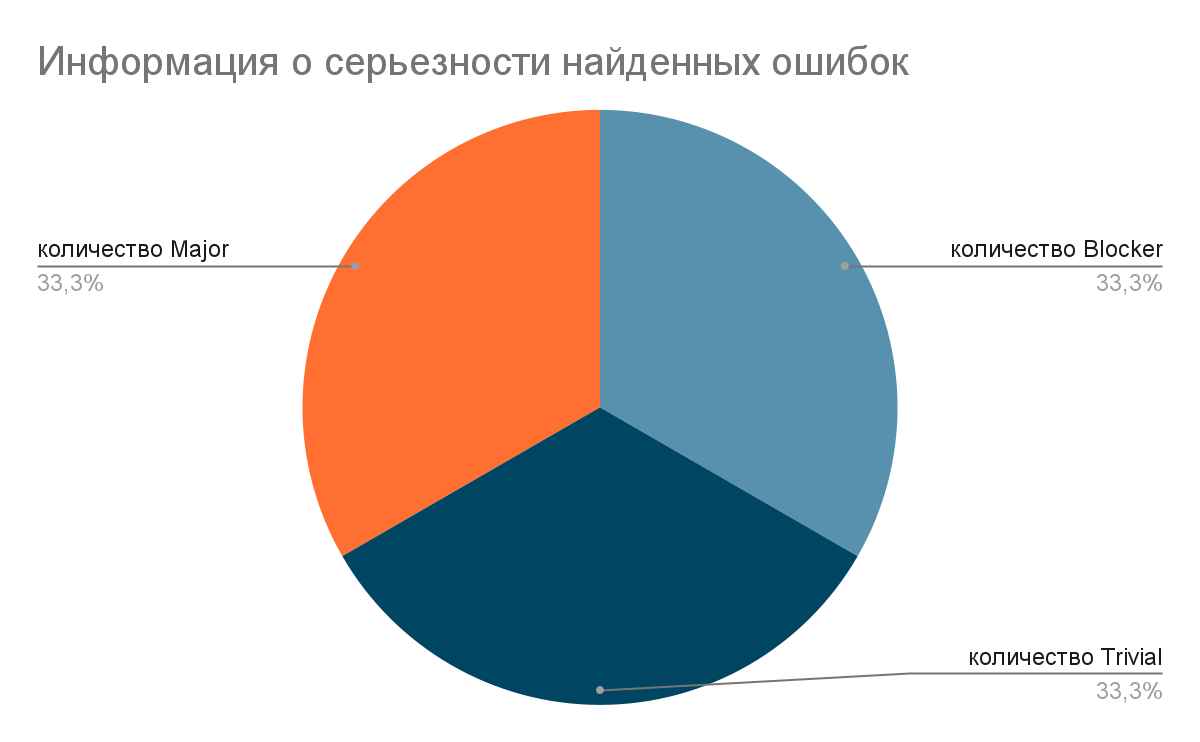 Информация о серьезности найденных ошибок
количество Major
33,3%
количество Blocker
33,3%
количество Trivial
33,3%